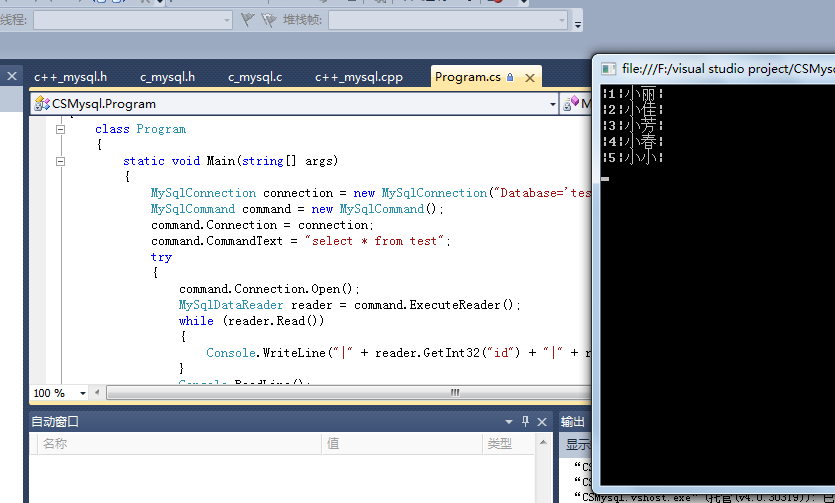 线程:
堆栈帧:
c++_mysql.h
c_mysql.h
c_mysql.c
c++_mysql.cpp
Program.cs
CSMysql.Program
M
class Program
{
static void Main(string[] args)
{
MySqlConnection connection = new MySqlConnection("Database='tes
MySqlCommand command = new MySqlCommand();
command.Connection = connection;
command.CommandText = "select * from test";
try
{
command.Connection.Open();
MySqlDataReader reader = command.ExecuteReader();
while (reader.Read())
{
Console.WriteLine("|" + reader.GetInt32("id") + "|" + r
}
Console.ReadLine();
100 %
自动窗口
名称
值
类型
输出
显示
"CS
"CS
"CSMysql.vshost.exe" (托管(v4.0.30319)): 已
file:///F:/visual studio project/CSMysq
|1|小丽|
|2|小佳|
|3|小芳|
|4|小春|
|5|小小|